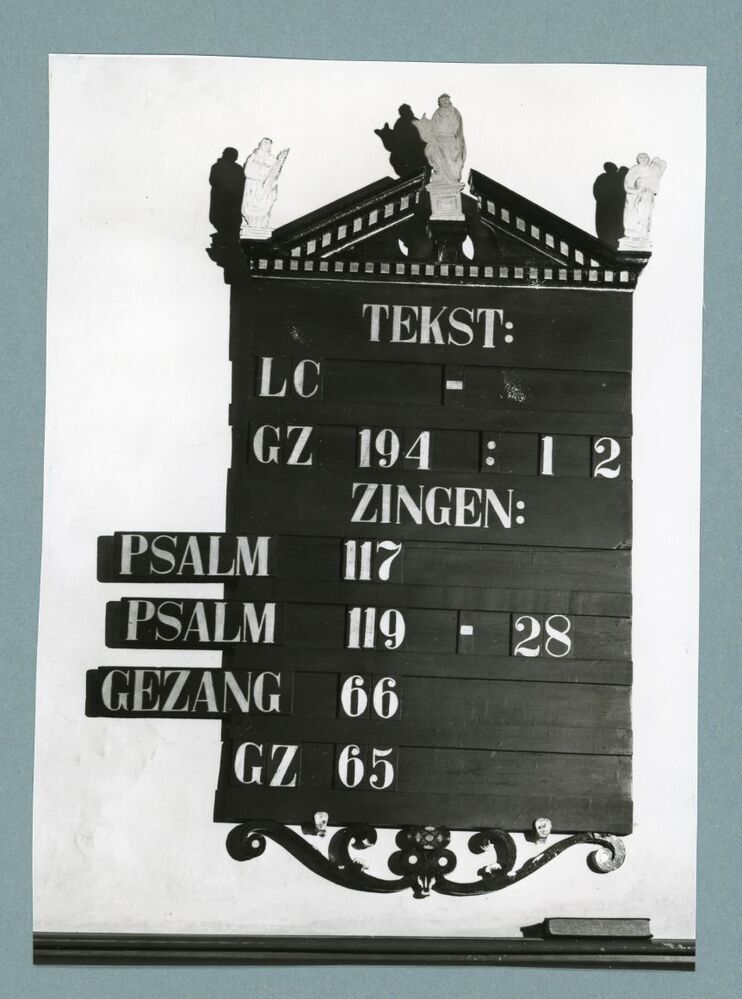 TEKST:
LC -
GZ 194 : 1 2
ZINGEN:
PSALM 117
PSALM 119 - 28
GEZANG 66
GZ 65